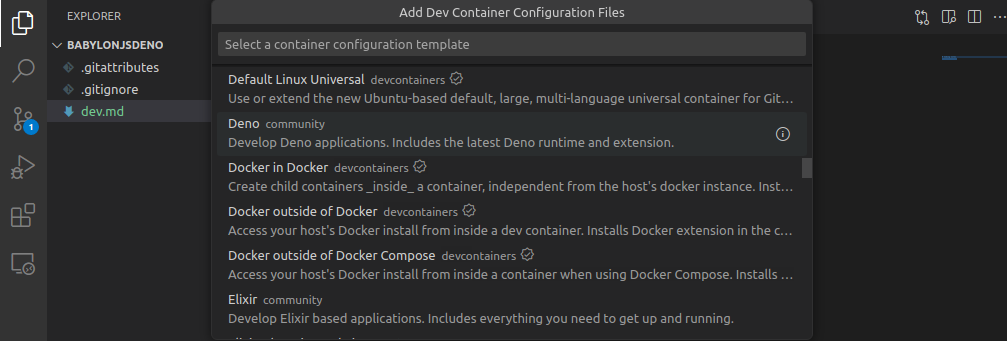 Add Dev Container Configuration Files
EXPLORER
Select a container configuration template
BABYLONJSDENO
.gitattributes
.gitignore
dev.md
1
Default Linux Universal devcontainers
Use or extend the new Ubuntu-based default, large, multi-language universal container for Git…
Deno community
Develop Deno applications. Includes the latest Deno runtime and extension.
Docker in Docker devcontainers
Create child containers _inside_ a container, independent from the host's docker instance. Inst…
Docker outside of Docker devcontainers
Access your host's Docker install from inside a dev container. Installs Docker extension in the c…
Docker outside of Docker Compose devcontainers
Access your host's Docker install from inside a container when using Docker Compose. Installs …
Elixir community
Develop Elixir based applications. Includes everything you need to get up and running.